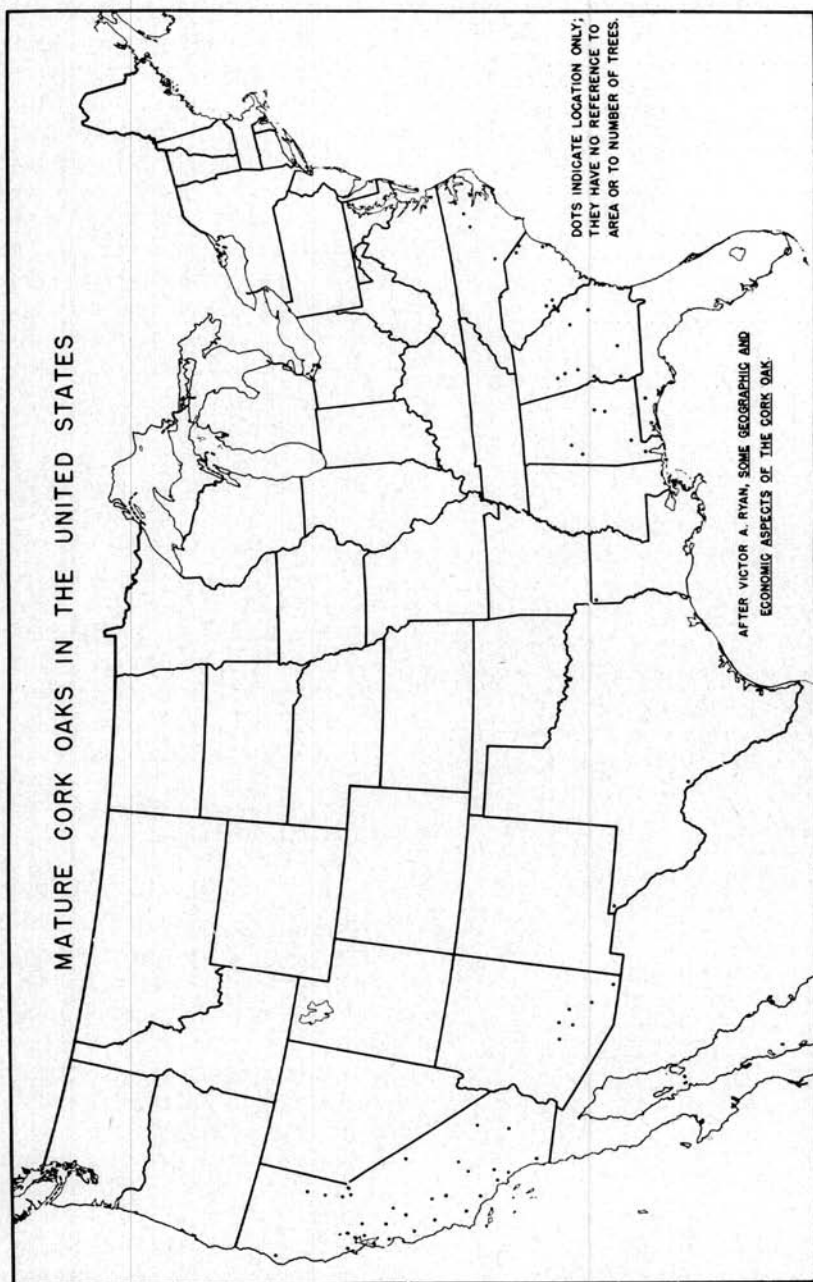 MATURE CORK OAKS IN THE UNITED STATES
DOTS INDICATE LOCATION ONLY;
THEY HAVE NO REFERENCE TO
AREA OR TO NUMBER OF TREES.
AFTER VICTOR A. RYAN, SOME GEOGRAPHIC AND
ECONOMIC ASPECTS OF THE CORK OAK.